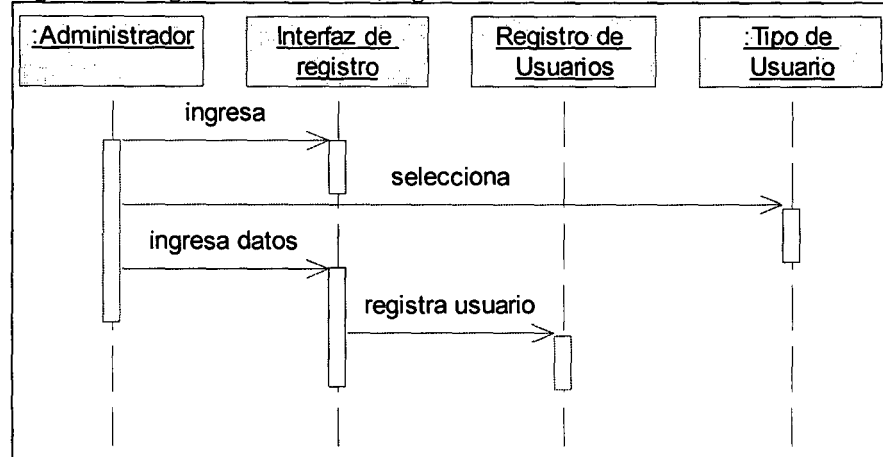 :Administrador
Interfaz de
registro
Registro de
Usuarios
:Tipo de
Usuario
ingresa
selecciona
ingresa datos
registra usuario